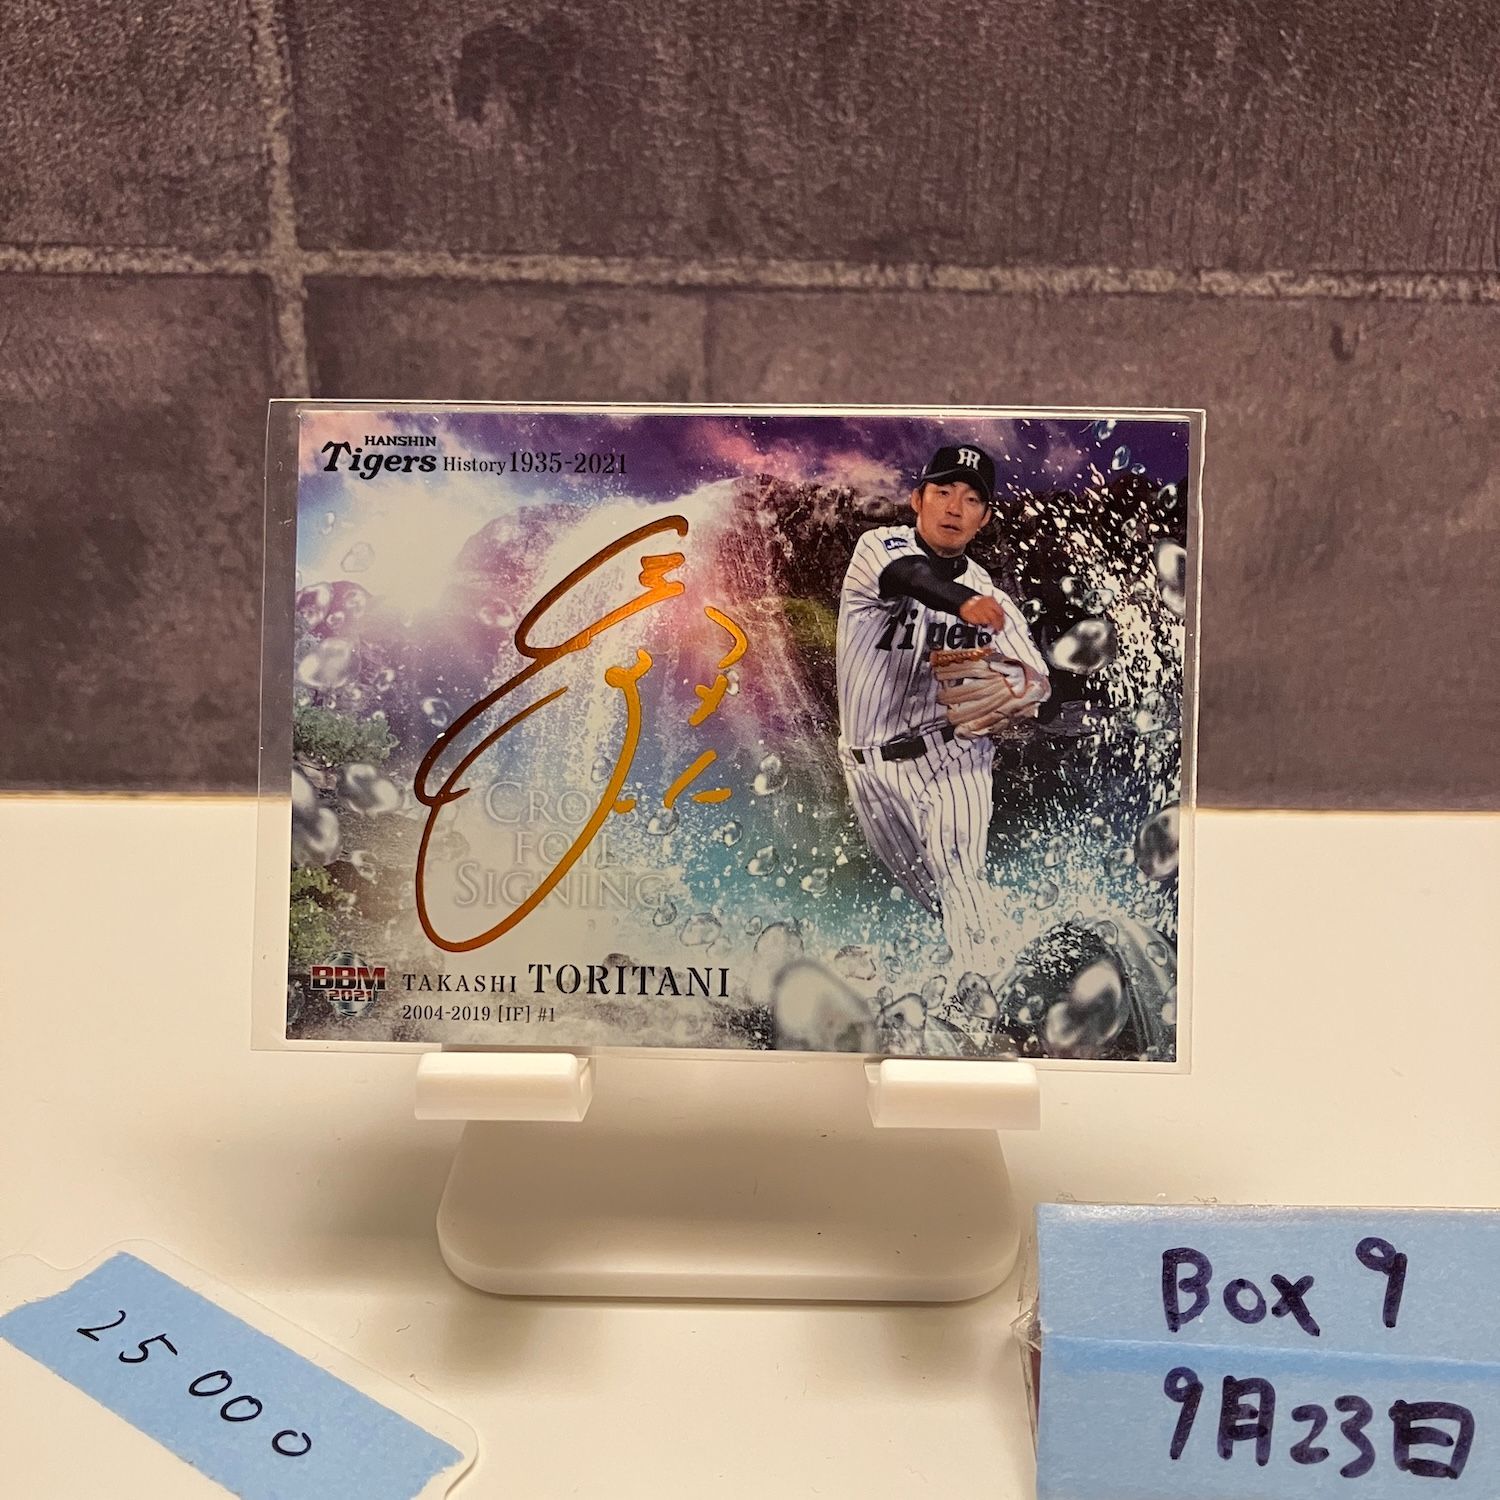 HANSHIN
Tigers History 1935-2021
Tigers
CROSS
FOIL
SIGNING
BBM
2021
TAKASHI TORITANI
2004-2019 [IF] #1
25000
Box 9
9月23日